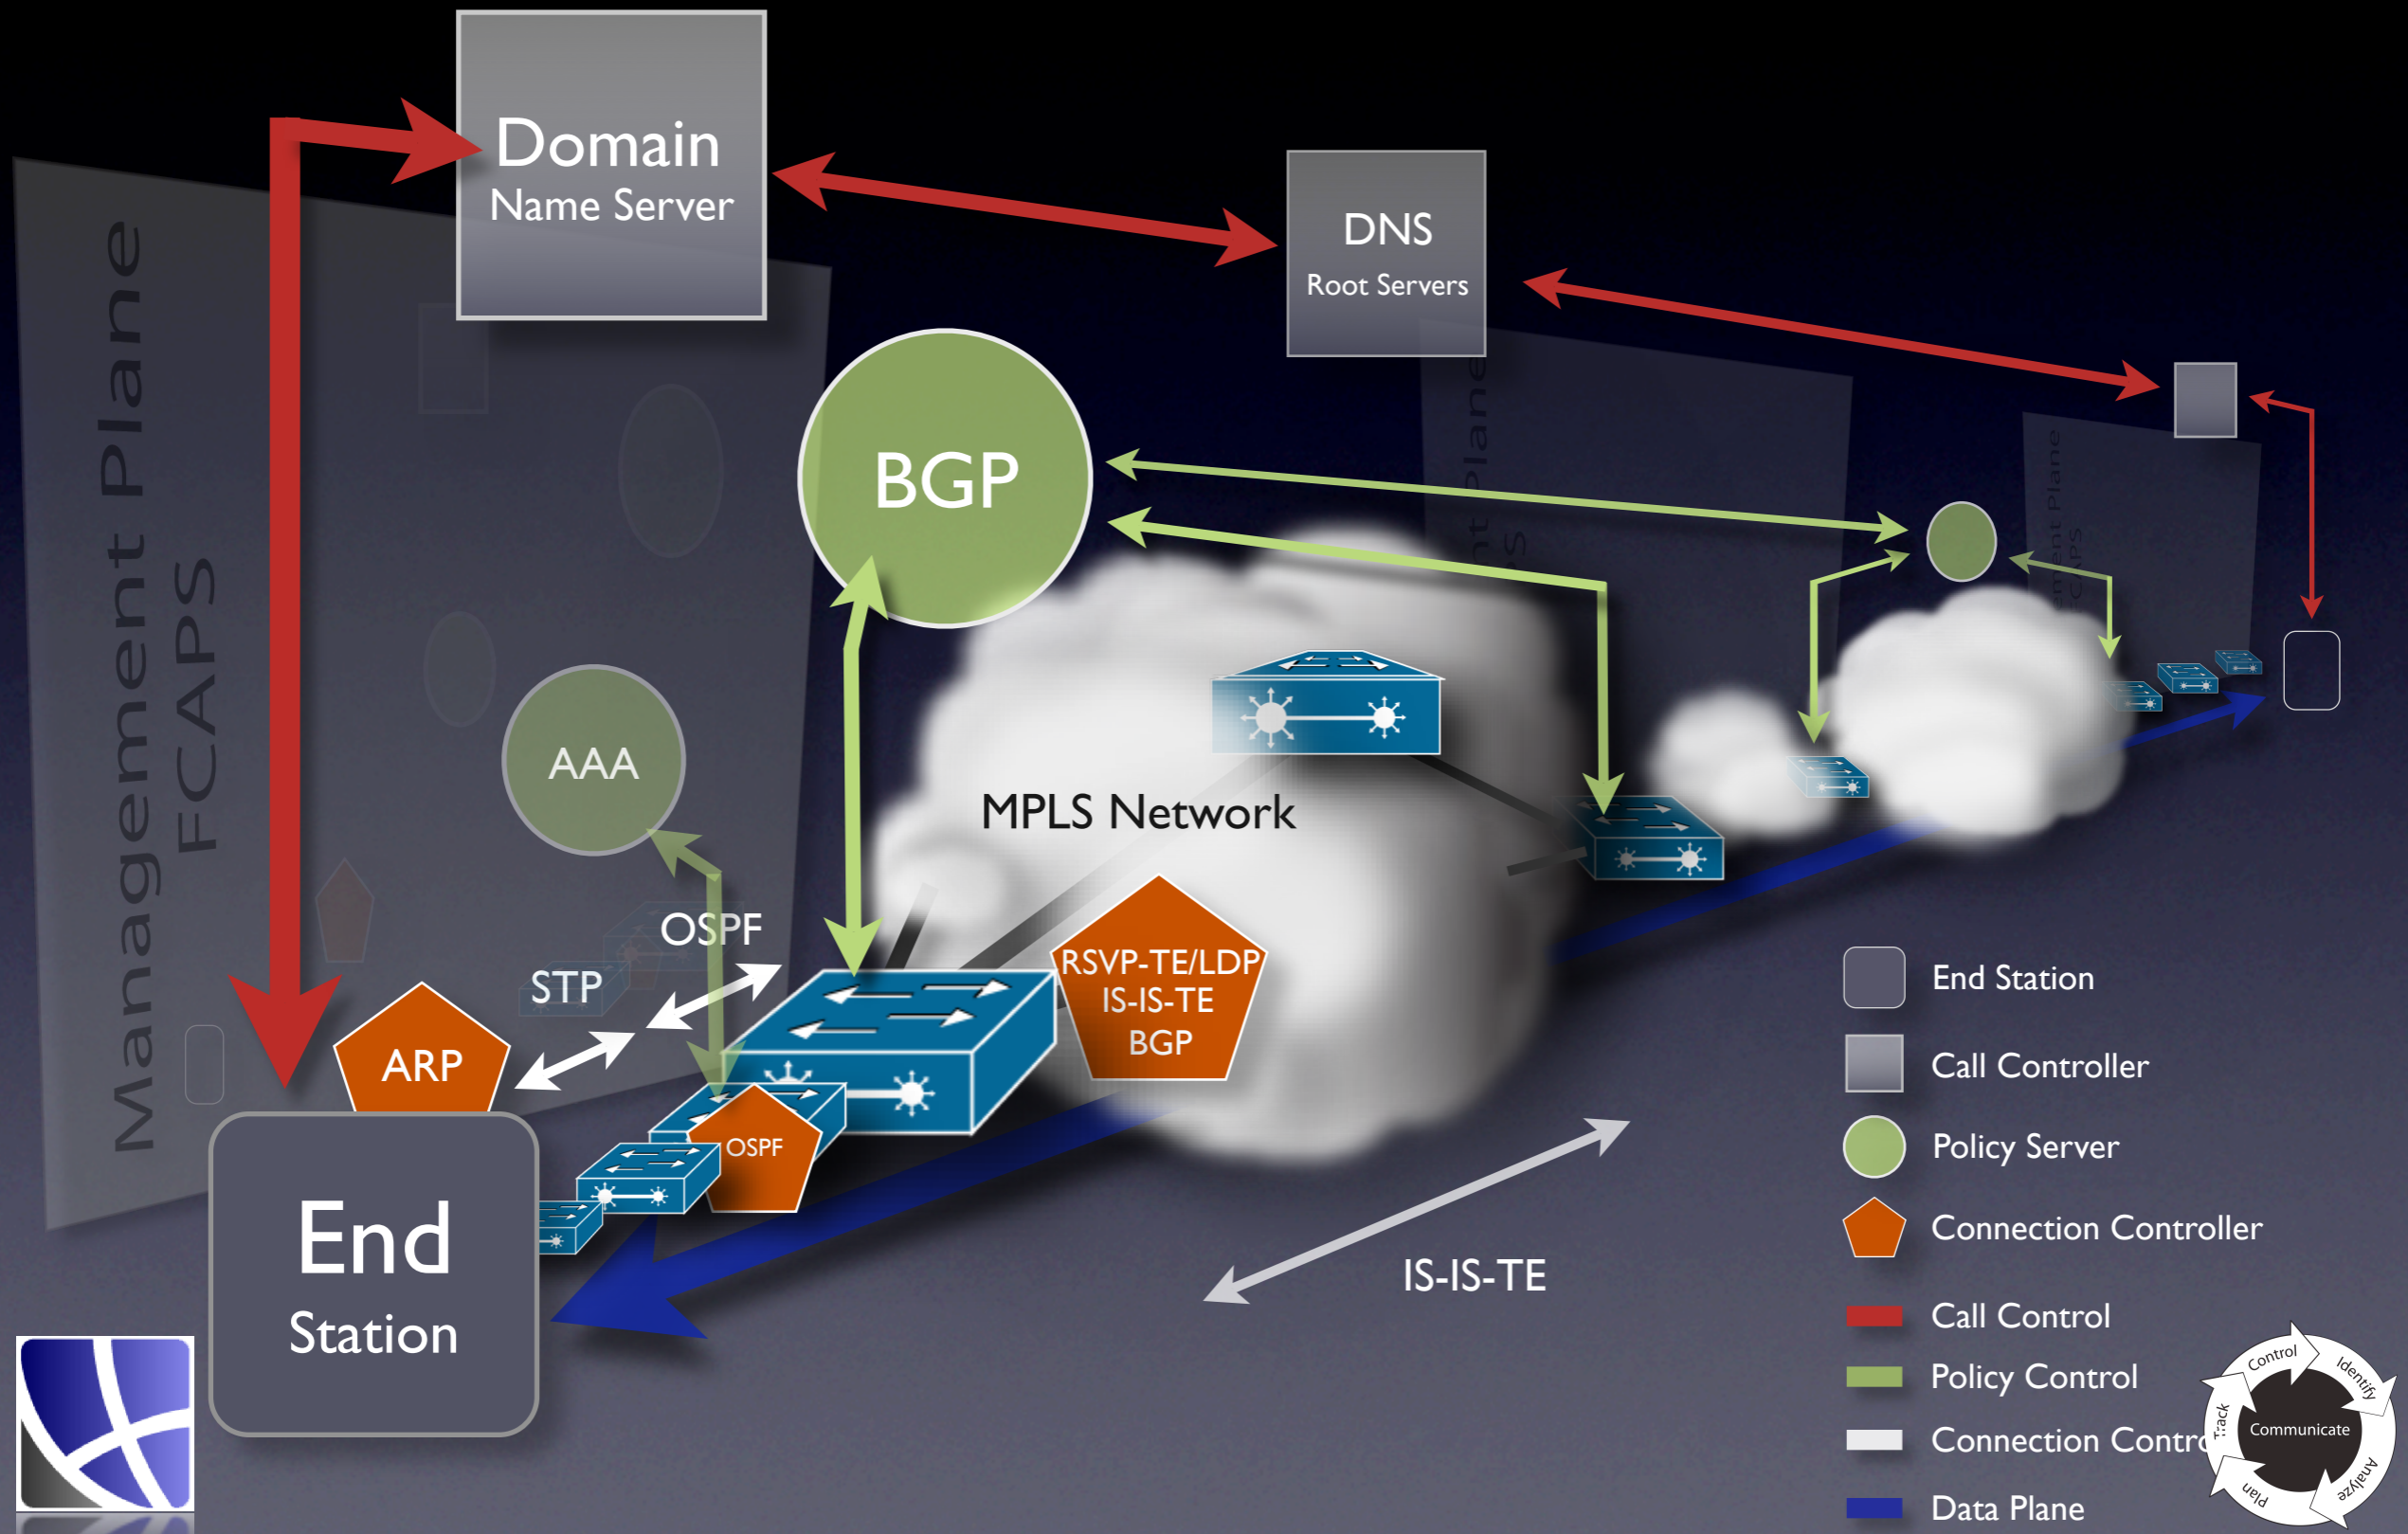 Domain
Name Server
DNS
Root Servers
Management Plane
FCAPS
BGP
AAA
MPLS Network
OSPF
STP
ARP
RSVP-TE/LDP
IS-IS-TE
BGP
OSPF
End
Station
IS-IS-TE
End Station
Call Controller
Policy Server
Connection Controller
Call Control
Policy Control
Connection Contro
Data Plane
Control
Identify
Analyze
Plan
Track
Communicate